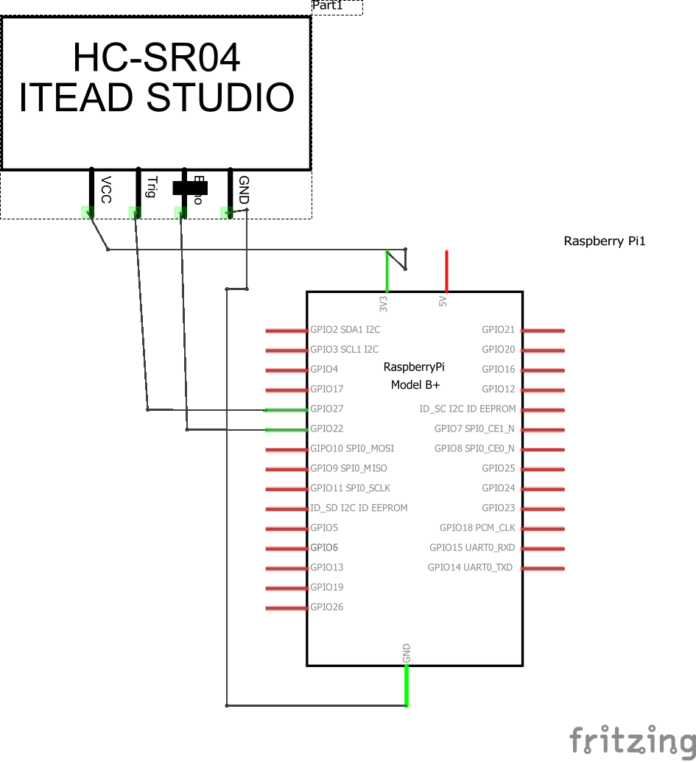 Part1
HC-SR04
ITEAD STUDIO
VCC
Trig
GND
Raspberry Pi1
3V3
5V
RaspberryPi
Model B+
GPIO2 SDA1 I2C
GPIO3 SCL1 I2C
GPIO4
GPIO17
GPIO27
GPIO22
GIPO10 SPI0_MOSI
GPIO9 SPI0_MISO
GPIO11 SPI0_SCLK
ID_SD I2C ID EEPROM
GPIO5
GPIO6
GPIO13
GPIO19
GPIO26
GPIO21
GPIO20
GPIO16
GPIO12
ID_SC I2C ID EEPROM
GPIO7 SPI0_CE1_N
GPIO8 SPI0_CE0_N
GPIO25
GPIO24
GPIO23
GPIO18 PCM_CLK
GPIO15 UART0_RXD
GPIO14 UART0_TXD
GND
fritzing